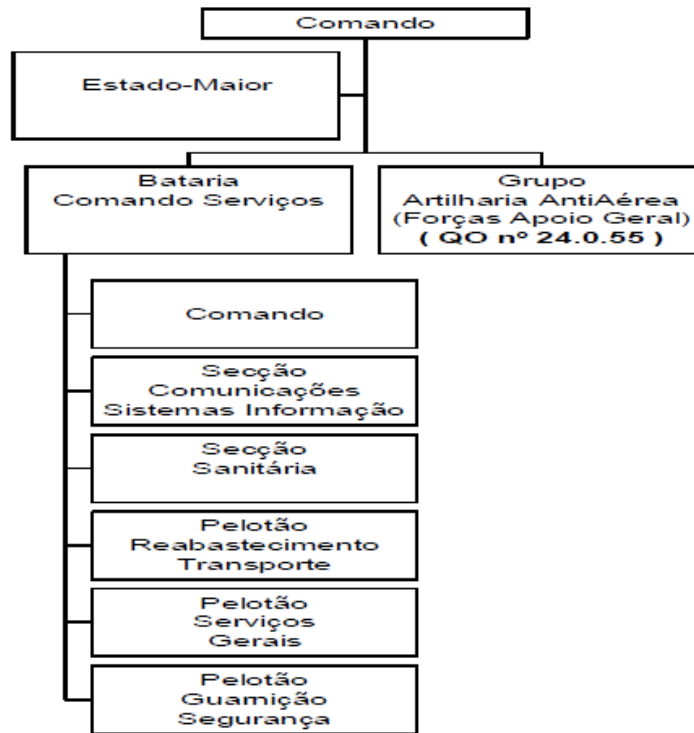 Comando
Estado-Maior
Bataria
Comando Serviços
Grupo
Artilharia AntiAérea
(Forças Apoio Geral)
( QO nº 24.0.55 )
Comando
Secção
Comunicações
Sistemas Informação
Secção
Sanitária
Pelotão
Reabastecimento
Transporte
Pelotão
Serviços
Gerais
Pelotão
Guarnição
Segurança